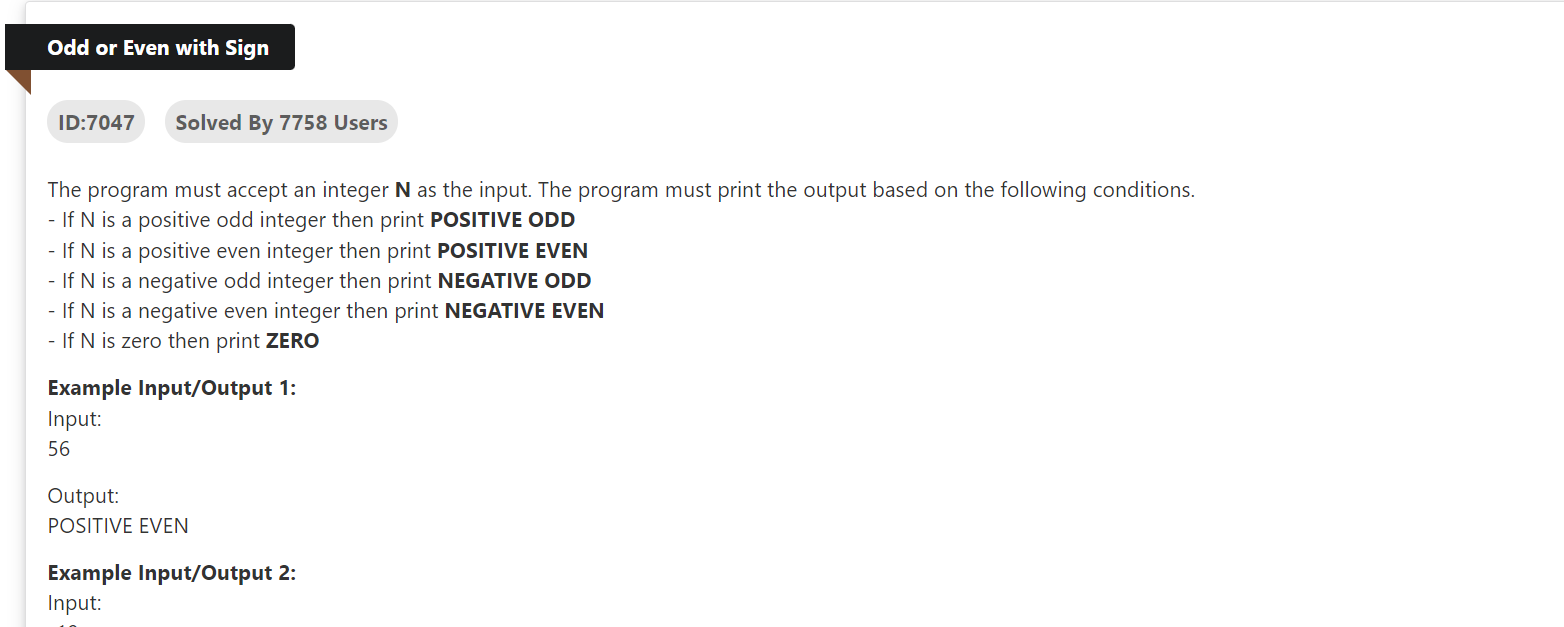 Odd or Even with Sign
ID:7047 Solved By 7758 Users
The program must accept an integer N as the input. The program must print the output based on the following conditions.
- If N is a positive odd integer then print POSITIVE ODD
- If N is a positive even integer then print POSITIVE EVEN
- If N is a negative odd integer then print NEGATIVE ODD
- If N is a negative even integer then print NEGATIVE EVEN
- If N is zero then print ZERO
Example Input/Output 1:
Input:
56
Output:
POSITIVE EVEN
Example Input/Output 2:
Input: